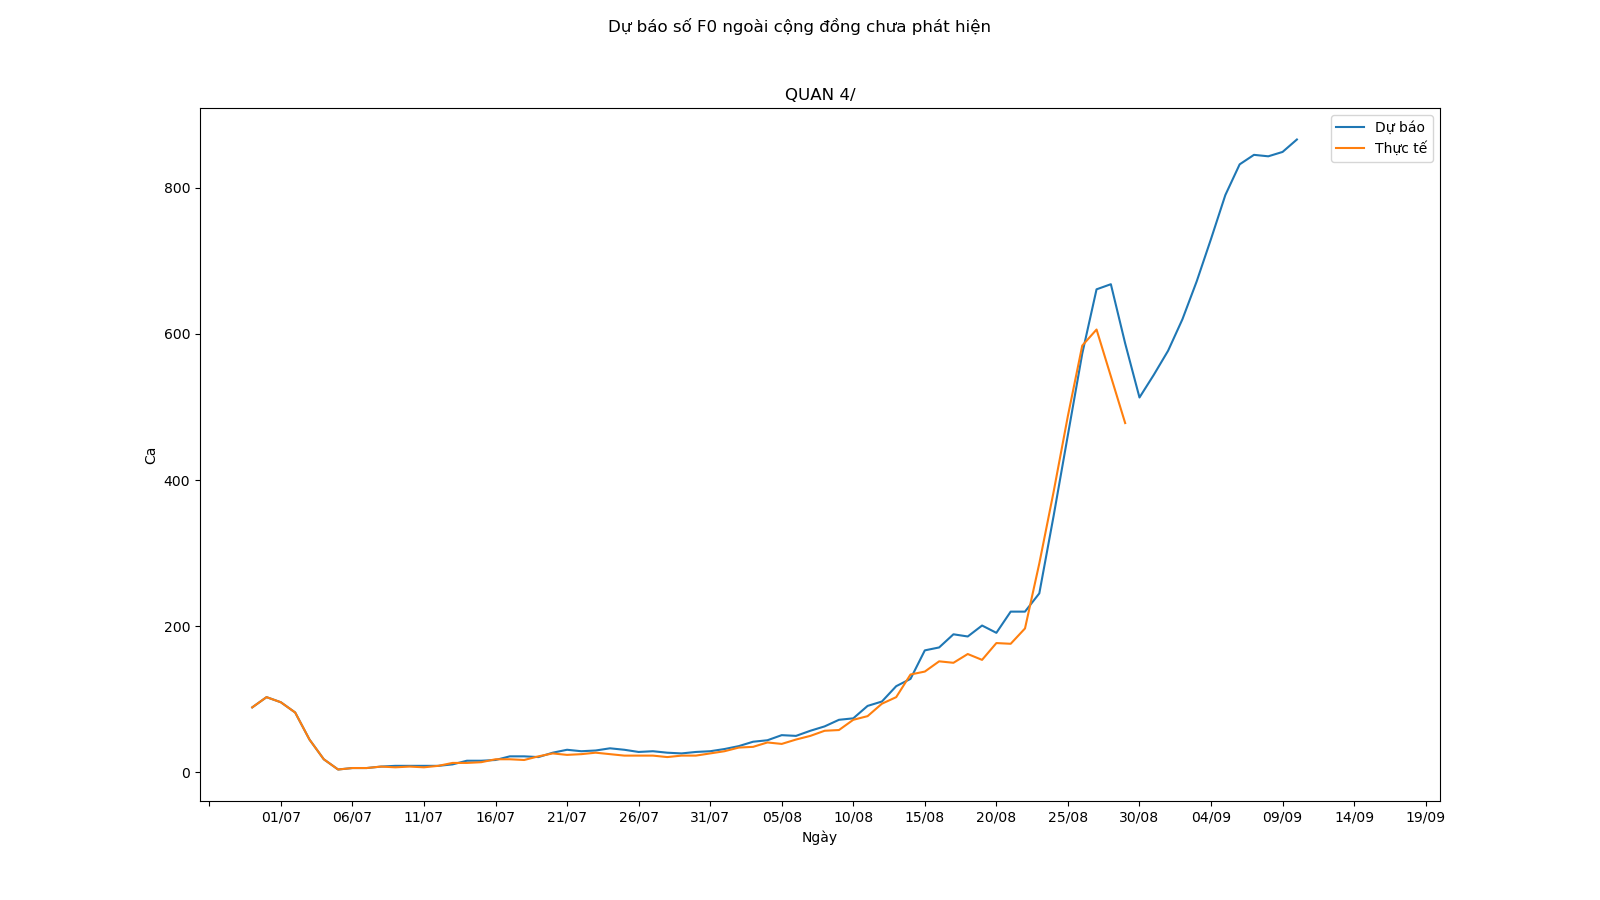 Dự báo số F0 ngoài cộng đồng chưa phát hiện
QUAN 4/
Dự báo
Thực tế
800
600
400
200
0
Ca
01/07 06/07 11/07 16/07 21/07 26/07 31/07 05/08 10/08 15/08 20/08 25/08 30/08 04/09 09/09 14/09 19/09
Ngày